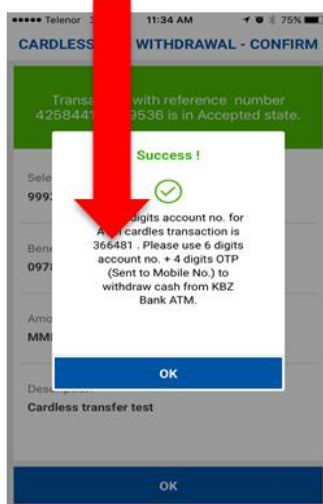 Telenor 11:34 AM 75%
CARDLESS WITHDRAWAL - CONFIRM
with reference number
9536 is in Accepted state.
Success !
digits account no. for
cardles transaction is
366481 . Please use 6 digits
account no. + 4 digits OTP
(Sent to Mobile No.) to
withdraw cash from KBZ
Bank ATM.
OK
Cardless transfer test
OK